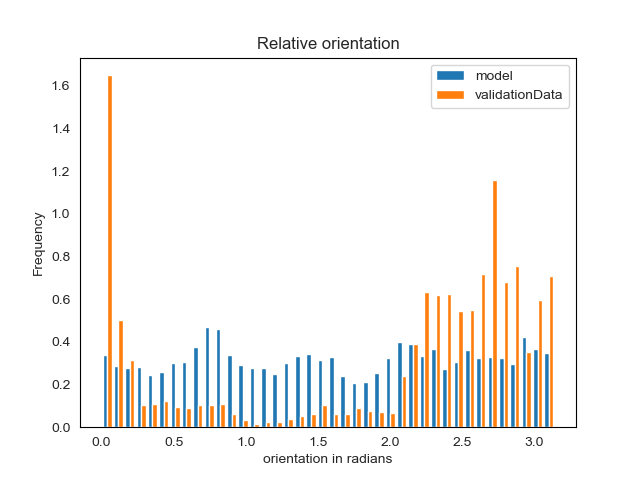 Relative orientation
model
validationData
Frequency
1.6
1.4
1.2
1.0
0.8
0.6
0.4
0.2
0.0
0.0 0.5 1.0 1.5 2.0 2.5 3.0
orientation in radians